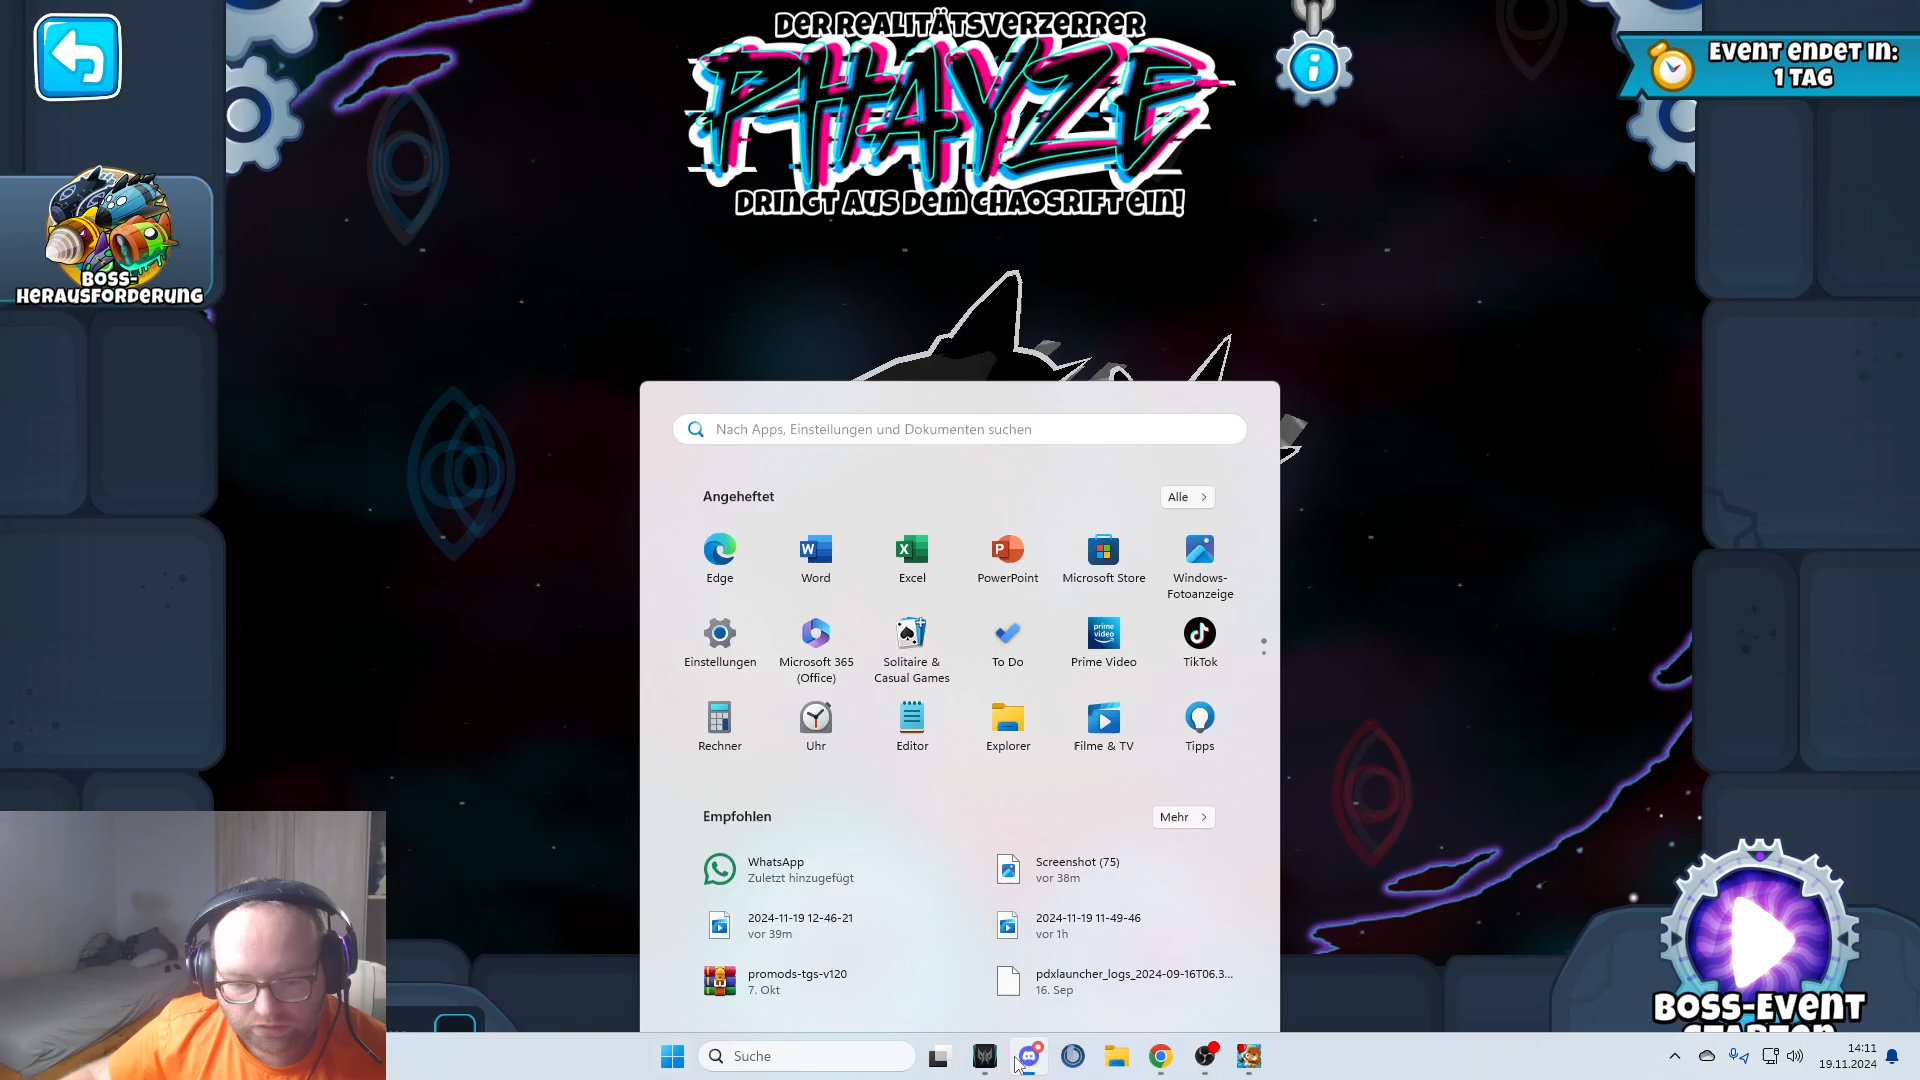 DER REALITÄTSVERZERRER
PHAYZE
DRINGT AUS DEM CHAOSRIFT EIN!
EVENT ENDET IN:
1 TAG
BOSS-
HERAUSFORDERUNG
Nach Apps, Einstellungen und Dokumenten suchen
Angeheftet
Alle
Edge
Word
Excel
PowerPoint
Microsoft Store
Windows-
Fotoanzeige
Einstellungen
Microsoft 365
(Office)
Solitaire &
Casual Games
To Do
Prime Video
TikTok
Rechner
Uhr
Editor
Explorer
Filme & TV
Tipps
Empfohlen
Mehr
WhatsApp
Zuletzt hinzugefügt
Screenshot (75)
vor 38m
2024-11-19 12-46-21
vor 39m
2024-11-19 11-49-46
vor 1h
promods-tgs-v120
7. Okt
pdxlauncher_logs_2024-09-16T06.3...
16. Sep
BOSS-EVENT
STARTEN
Suche
14:11
19.11.2024